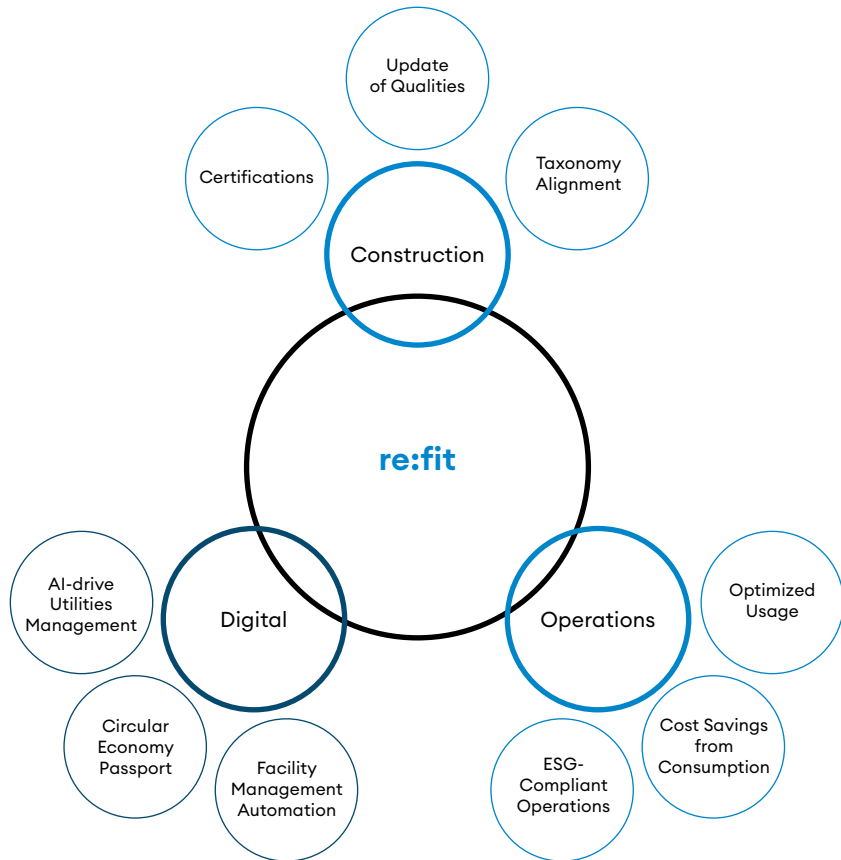 Update
of Qualities
Certifications
Taxonomy
Alignment
Construction
re:fit
AI-drive
Utilities
Management
Digital
Operations
Optimized
Usage
Circular
Economy
Passport
Facility
Management
Automation
ESG-
Compliant
Operations
Cost Savings
from
Consumption